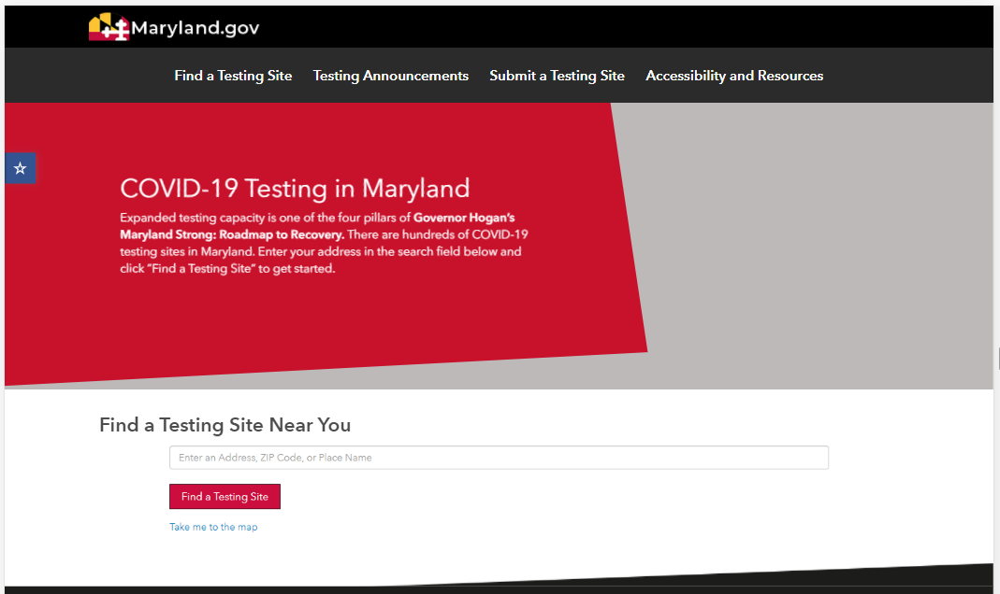 Maryland.gov
Find a Testing Site Testing Announcements Submit a Testing Site Accessibility and Resources
COVID-19 Testing in Maryland
Expanded testing capacity is one of the four pillars of Governor Hogan's
Maryland Strong: Roadmap to Recovery. There are hundreds of COVID-19
testing sites in Maryland. Enter your address in the search field below and
click "Find a Testing Site" to get started.
Find a Testing Site Near You
Enter an Address, ZIP Code, or Place Name
Find a Testing Site
Take me to the map